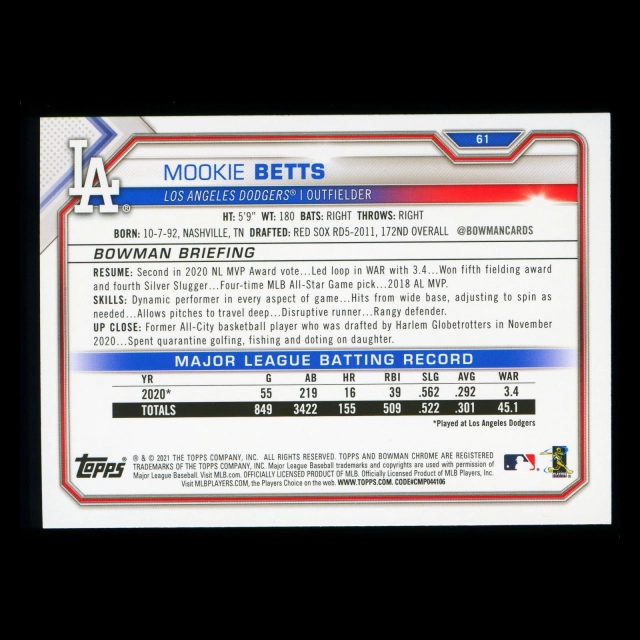 61
LA
MOOKIE BETTS
LOS ANGELES DODGERS® | OUTFIELDER
HT: 5'9" WT: 180 BATS: RIGHT THROWS: RIGHT
BORN: 10-7-92, NASHVILLE, TN DRAFTED: RED SOX RD5-2011, 172ND OVERALL @BOWMANCARDS
BOWMAN BRIEFING
RESUME: Second in 2020 NL MVP Award vote...Led loop in WAR with 3.4...Won fifth fielding award
and fourth Silver Slugger...Four-time MLB All-Star Game pick...2018 AL MVP.
SKILLS: Dynamic performer in every aspect of game...Hits from wide base, adjusting to spin as
needed...Allows pitches to travel deep...Disruptive runner...Rangy defender.
UP CLOSE: Former All-City basketball player who was drafted by Harlem Globetrotters in November
2020...Spent quarantine golfing, fishing and doting on daughter.
MAJOR LEAGUE BATTING RECORD
YR G AB HR RBI SLG AVG WAR
2020* 55 219 16 39 .562 .292 3.4
TOTALS 849 3422 155 509 .522 .301 45.1
*Played at Los Angeles Dodgers
topps®
® & © 2021 THE TOPPS COMPANY, INC. ALL RIGHTS RESERVED. TOPPS AND BOWMAN CHROME ARE REGISTERED
TRADEMARKS OF THE TOPPS COMPANY, INC. Major League Baseball trademarks and copyrights are used with permission of
Major League Baseball. Visit MLB.com. OFFICIALLY LICENSED PRODUCT OF MLB. Officially Licensed Product of MLB Players, Inc.
Visit MLBPLAYERS.COM, the Players Choice on the web. WWW.TOPPS.COM. CODE#CMP044106